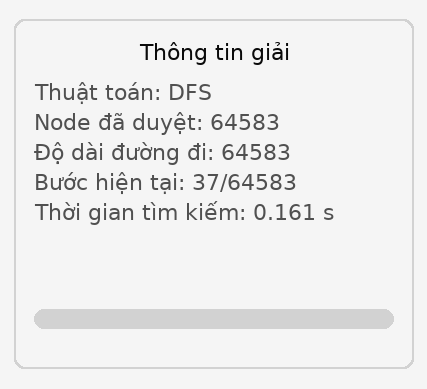 Thông tin giải
Thuật toán: DFS
Node đã duyệt: 64583
Độ dài đường đi: 64583
Bước hiện tại: 37/64583
Thời gian tìm kiếm: 0.161 s